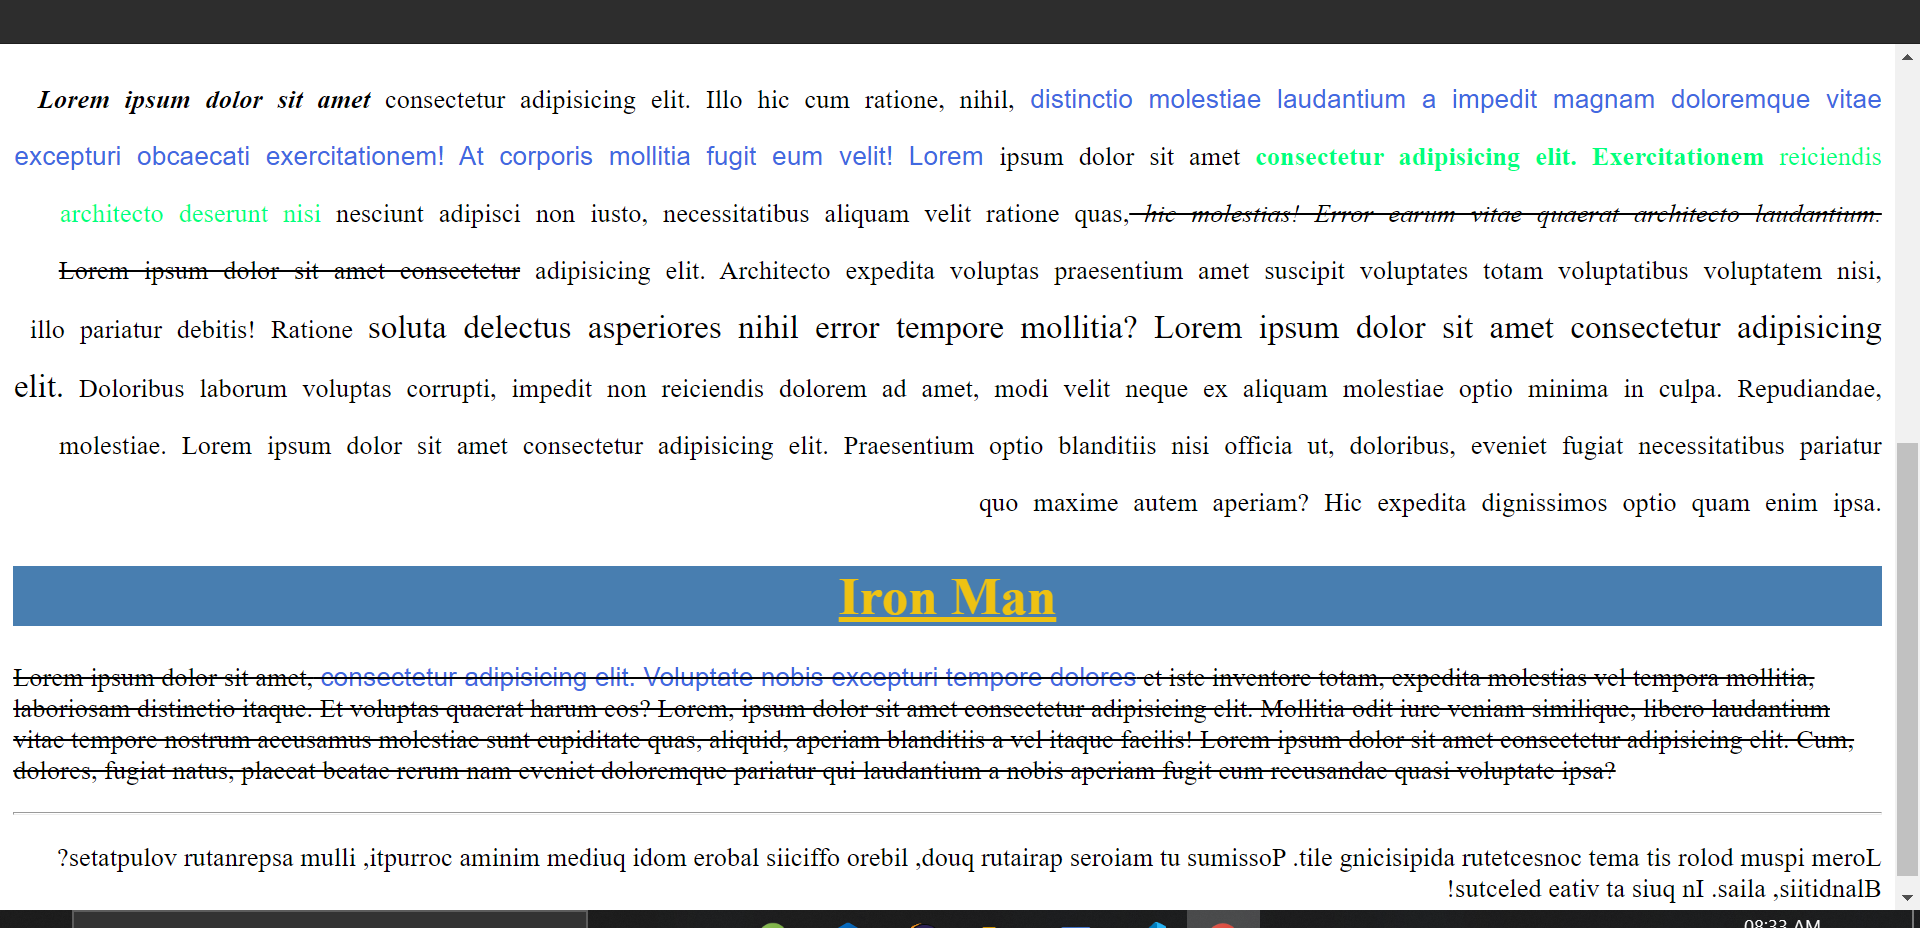 Lorem ipsum dolor sit amet consectetur adipisicing elit. Illo hic cum ratione, nihil, distinctio molestiae laudantium a impedit magnam doloremque vitae
excepturi obcaecati exercitationem! At corporis mollitia fugit eum velit! Lorem ipsum dolor sit amet consectetur adipisicing elit. Exercitationem reiciendis
architecto deserunt nisi nesciunt adipisci non iusto, necessitatibus aliquam velit ratione quas, hic molestias! Error earum vitae quaerat architecto laudantium.
Lorem ipsum dolor sit amet consectetur adipisicing elit. Architecto expedita voluptas praesentium amet suscipit voluptates totam voluptatibus voluptatem nisi,
illo pariatur debitis! Ratione soluta delectus asperiores nihil error tempore mollitia? Lorem ipsum dolor sit amet consectetur adipisicing
elit. Doloribus laborum voluptas corrupti, impedit non reiciendis dolorem ad amet, modi velit neque ex aliquam molestiae optio minima in culpa. Repudiandae,
molestiae. Lorem ipsum dolor sit amet consectetur adipisicing elit. Praesentium optio blanditiis nisi officia ut, doloribus, eveniet fugiat necessitatibus pariatur
quo maxime autem aperiam? Hic expedita dignissimos optio quam enim ipsa.
Iron Man
Lorem ipsum dolor sit amet, consectetur adipisicing elit. Voluptate nobis excepturi tempore dolores et iste inventore totam, expedita molestias vel tempora mollitia,
laboriosam distinctio itaque. Et voluptas quaerat harum eos? Lorem, ipsum dolor sit amet consectetur adipisicing elit. Mollitia odit iure veniam similique, libero laudantium
vitae tempore nostrum accusamus molestiae sunt cupiditate quas, aliquid, aperiam blanditiis a vel itaque facilis! Lorem ipsum dolor sit amet consectetur adipisicing elit. Cum,
dolores, fugiat natus, placeat beatae rerum nam eveniet doloremque pariatur qui laudantium a nobis aperiam fugit eum recusandae quasi voluptate ipsa?
?setatpulov rutanrepsa mulli ,itpurroc aminim mediuq idom erobal siiciffo orebil ,douq rutairap seroiam tu sumissoP .tile gnicisipida rutetcesnoc tema tis rolod muspi meroL
!sutceled eativ ta siuq nI .saila ,siitidnalB
08:33 AM